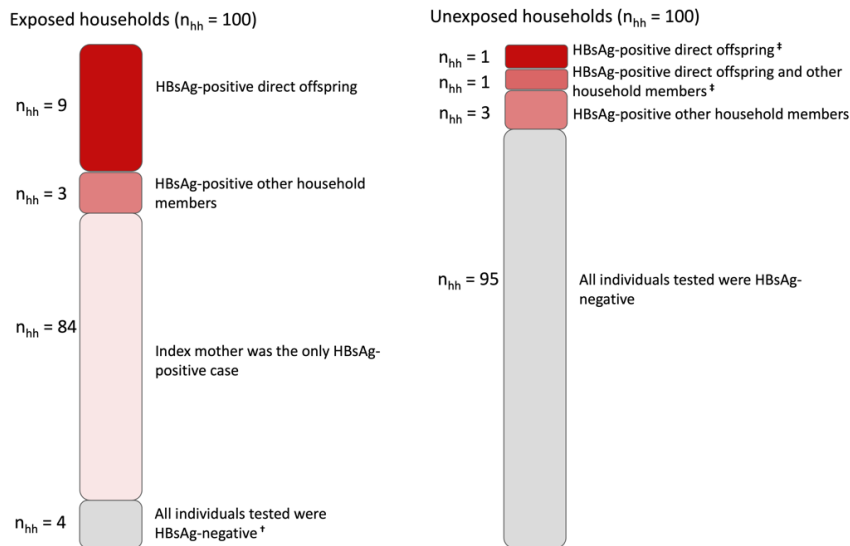 Exposed households (nhh = 100)
nhh = 9
HBsAg-positive direct offspring
nhh = 3
HBsAg-positive other household
members
nhh = 84
Index mother was the only HBsAg-
positive case
nhh = 4
All individuals tested were
HBsAg-negative †
Unexposed households (nhh = 100)
nhh = 1
HBsAg-positive direct offspring ‡
nhh = 1
HBsAg-positive direct offspring and other
household members ‡
nhh = 3
HBsAg-positive other household members
nhh = 95
All individuals tested were HBsAg-
negative